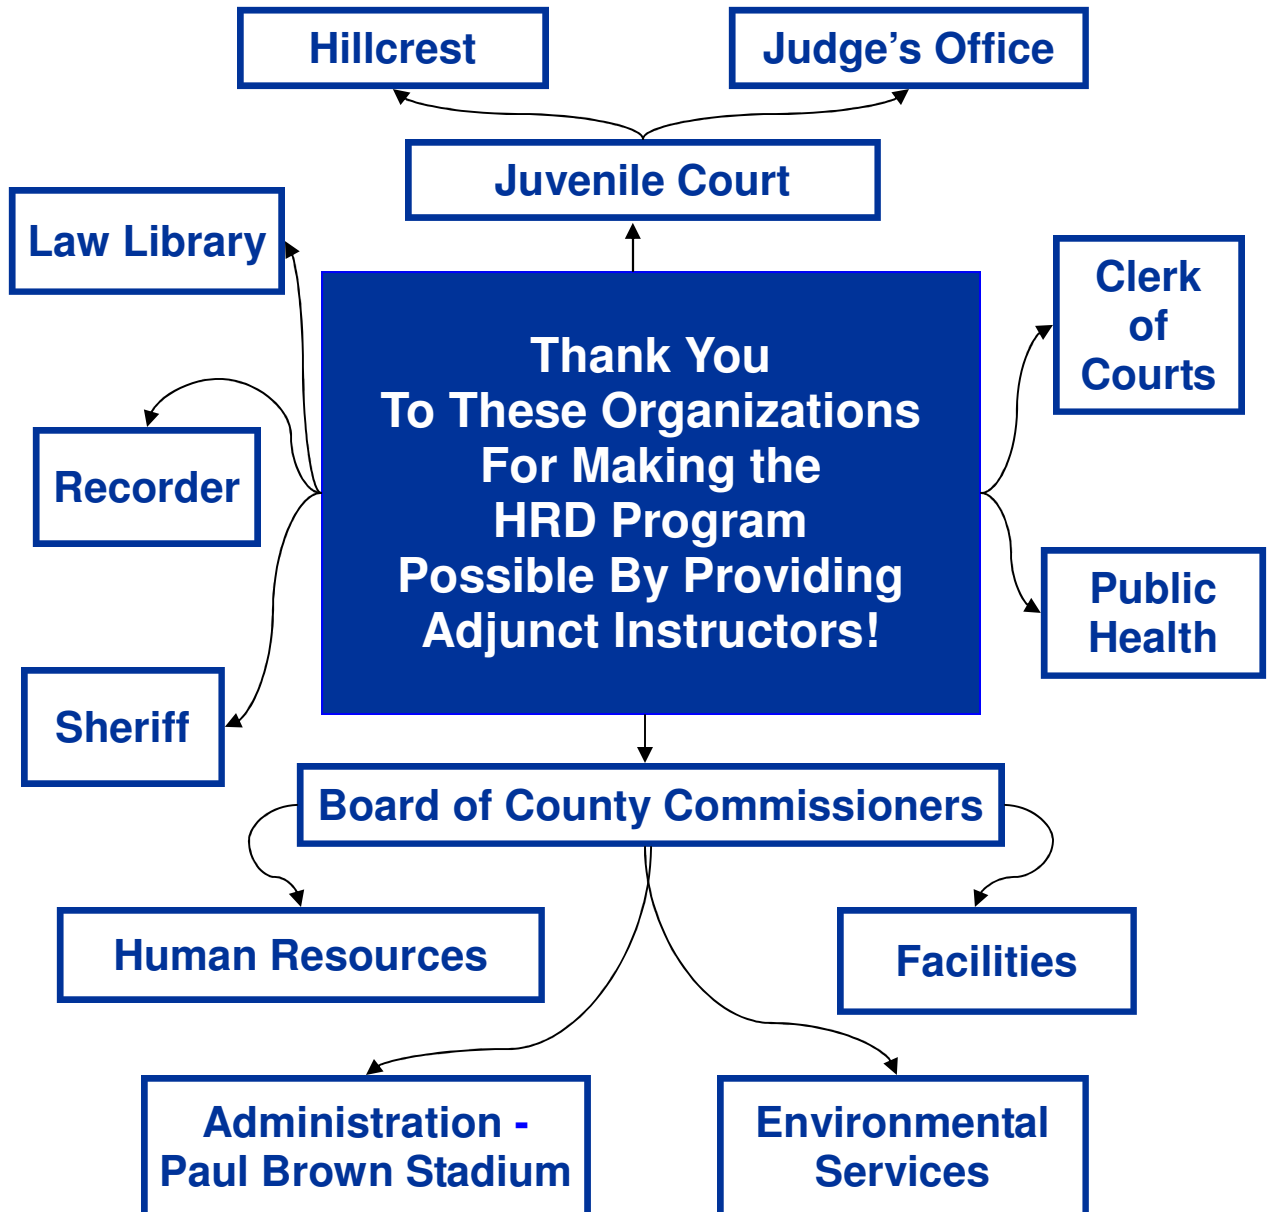 Hillcrest
Judge’s Office
Juvenile Court
Law Library
Clerk
of
Courts
Thank You
To These Organizations
For Making the
HRD Program
Possible By Providing
Adjunct Instructors!
Recorder
Public
Health
Sheriff
Board of County Commissioners
Human Resources
Facilities
Administration -
Paul Brown Stadium
Environmental
Services